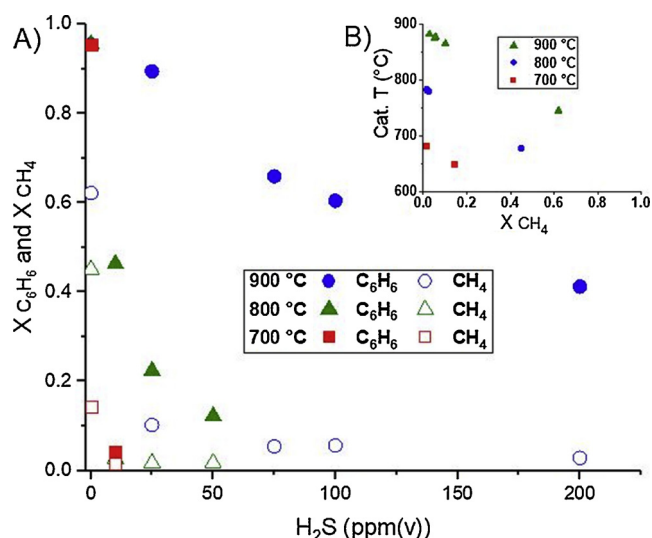 A)
X C₆H₆ and X CH₄
1.0
0.8
0.6
0.4
0.2
0.0
0
50
100
150
200
H₂S (ppm(v))
900 °C C₆H₆ CH₄
800 °C C₆H₆ CH₄
700 °C C₆H₆ CH₄
B)
Cat. T (°C)
900
800
700
600
0.0
0.2
0.4
0.6
0.8
1.0
X CH₄
900 °C
800 °C
700 °C